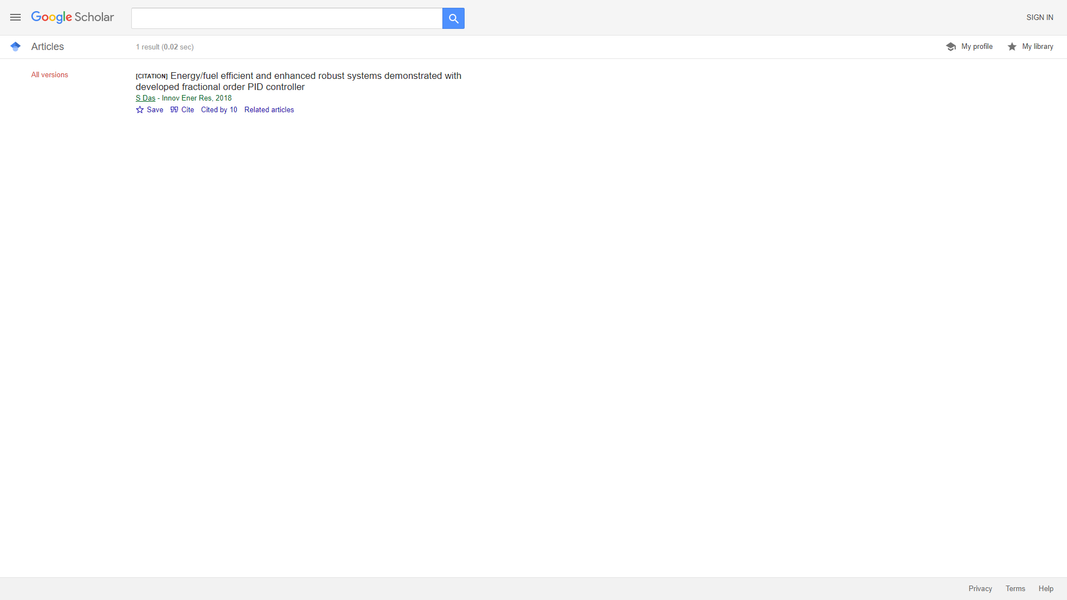 Google Scholar
SIGN IN
Articles
1 result (0.02 sec)
My profile
My library
All versions
[CITATION] Energy/fuel efficient and enhanced robust systems demonstrated with
developed fractional order PID controller
S Das - Innov Ener Res, 2018
Save Cite Cited by 10 Related articles
Privacy Terms Help